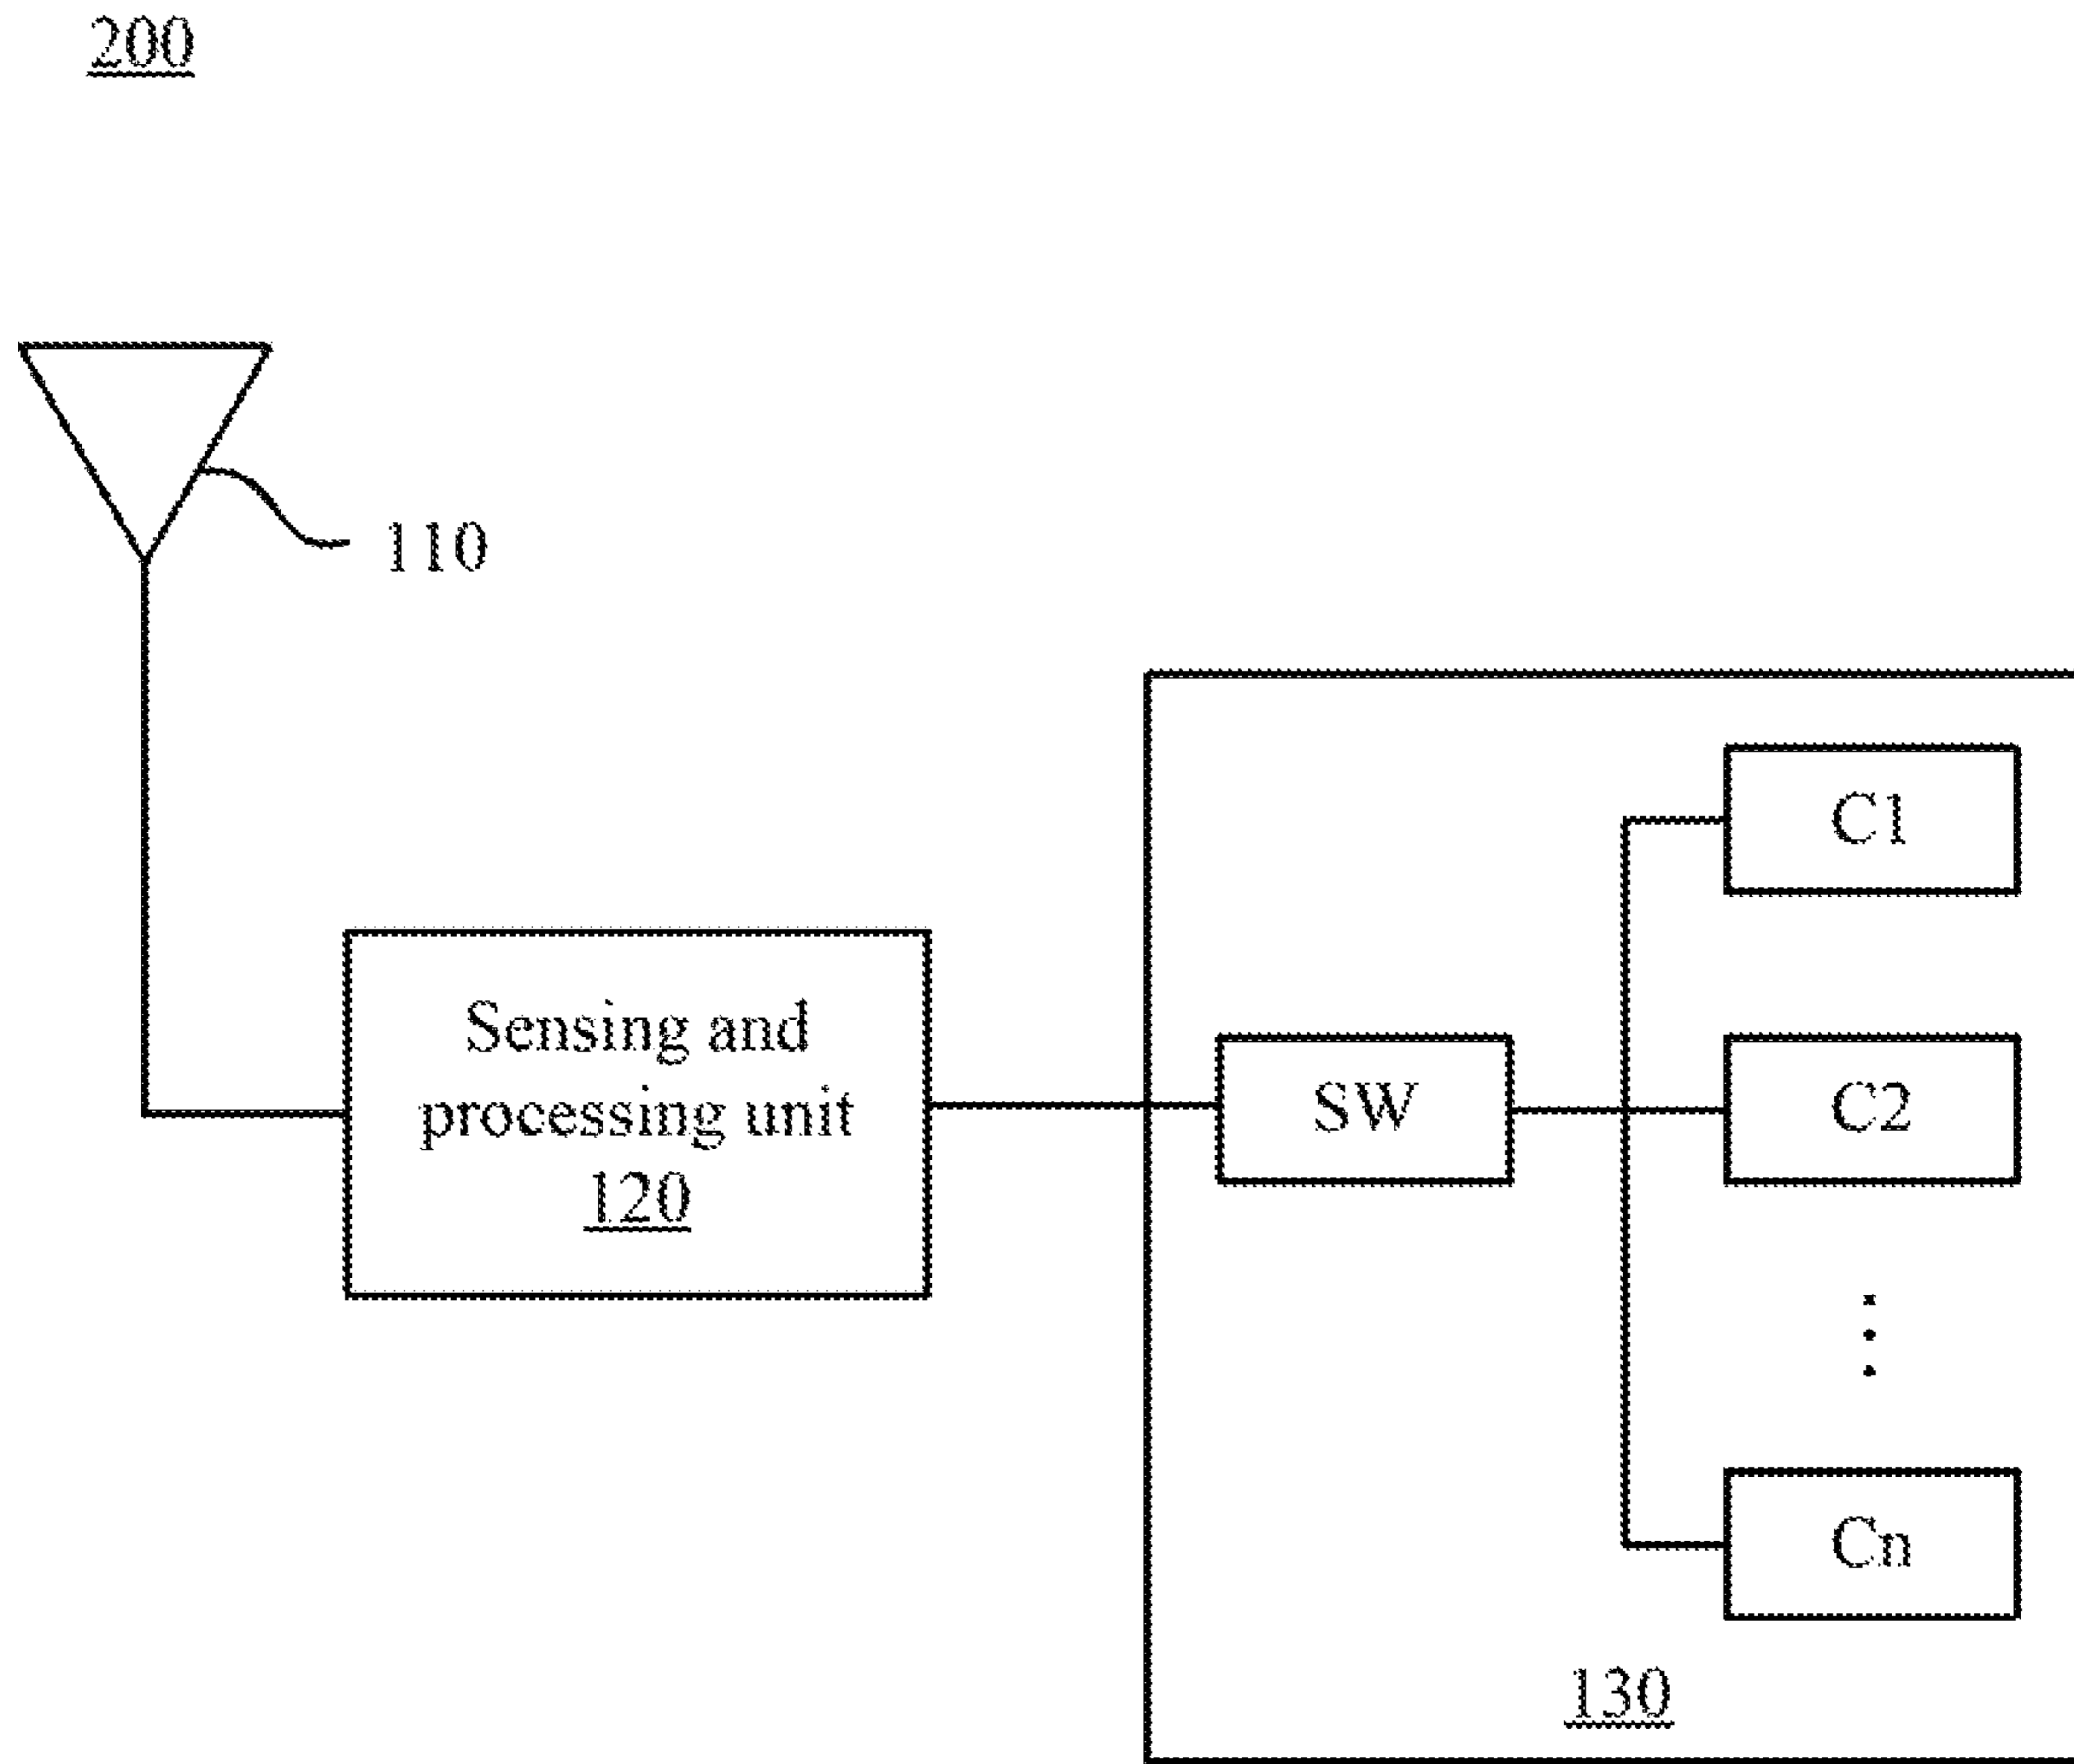 200
110
Sensing and
processing unit
120
SW
C1
C2
Cn
130